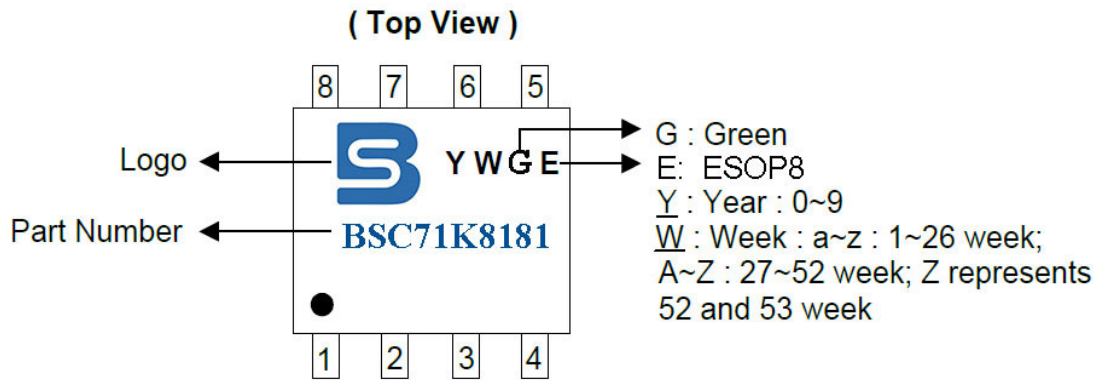 ( Top View )
8 7 6 5
Logo
Y W G E
G : Green
E: ESOP8
Y : Year : 0~9
W : Week : a~z : 1~26 week;
A~Z : 27~52 week; Z represents
52 and 53 week
Part Number
BSC71K8181
1 2 3 4